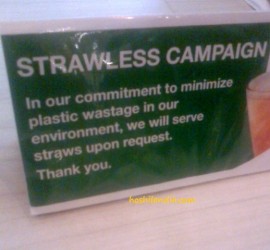 STRAWLESS CAMPAIGN
In our commitment to minimize
plastic wastage in our
environment, we will serve
straws upon request.
Thank you.